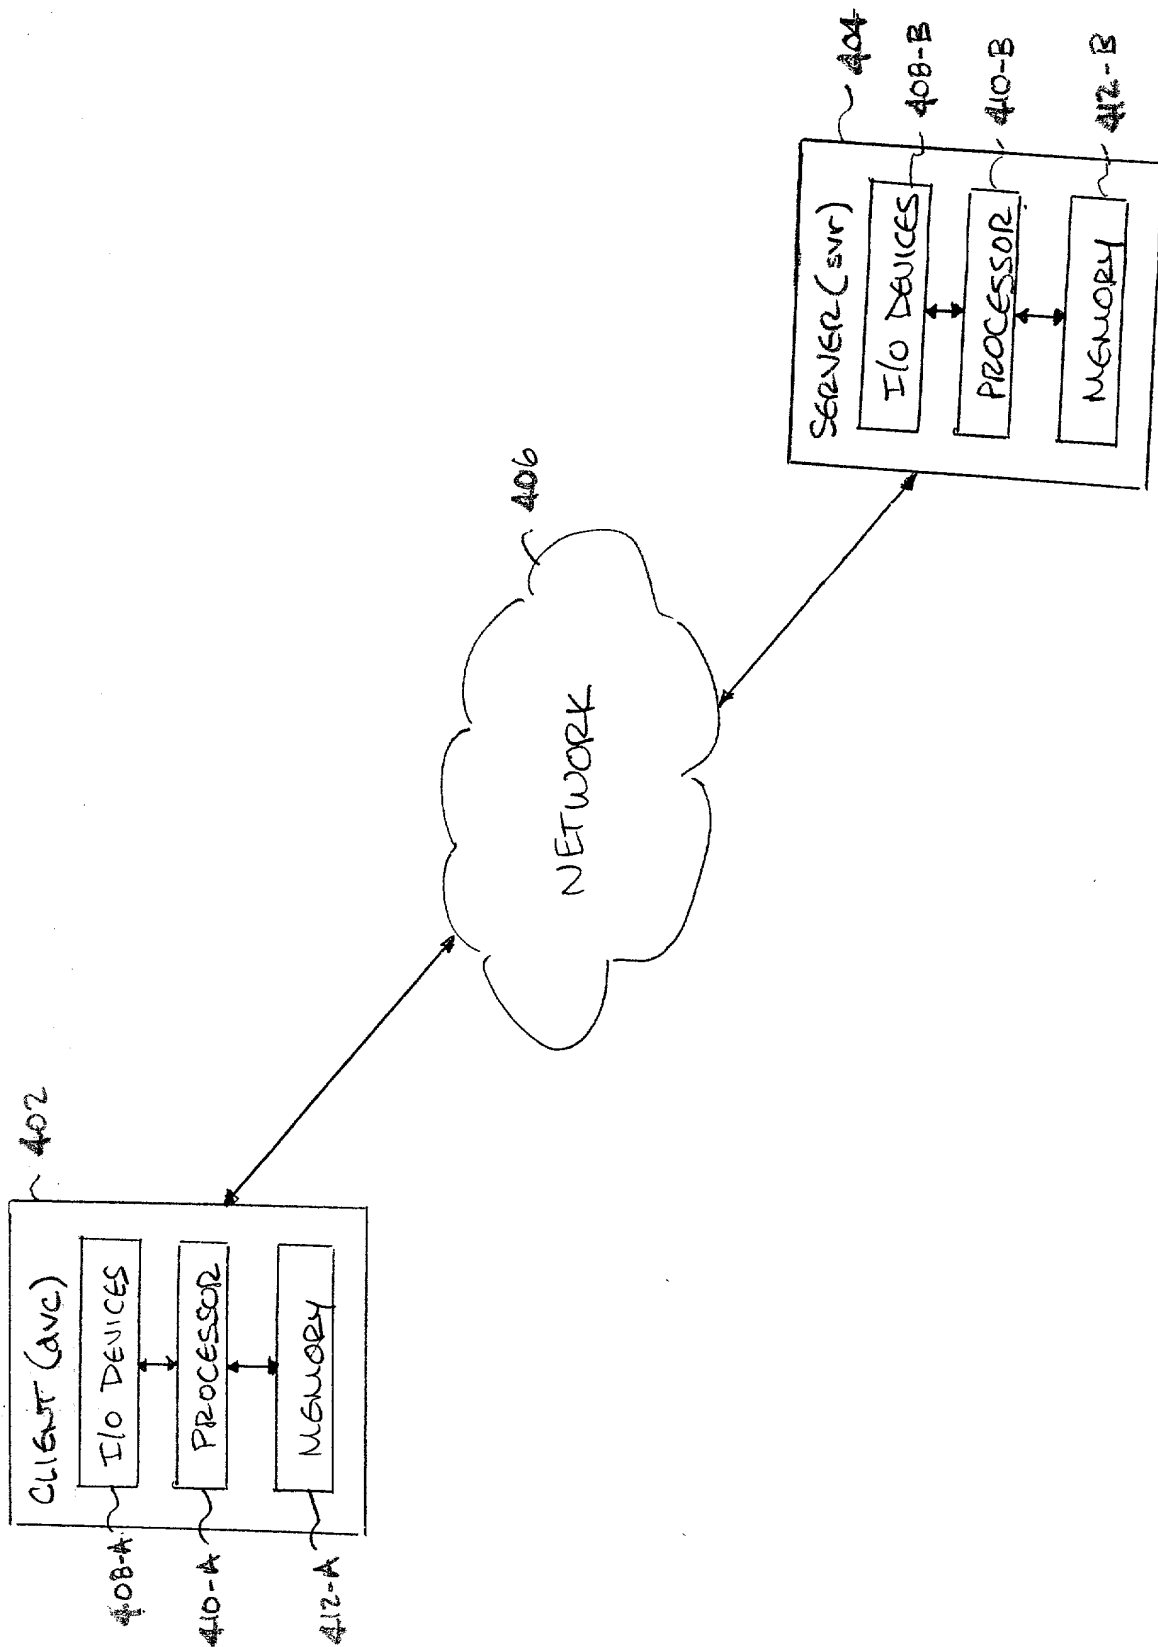 CLIENT (dvc)
402
I/O DEVICES
408-A
PROCESSOR
410-A
MEMORY
412-A
NETWORK
406
SERVER (svr)
404
I/O DEVICES
408-B
PROCESSOR
410-B
MEMORY
412-B